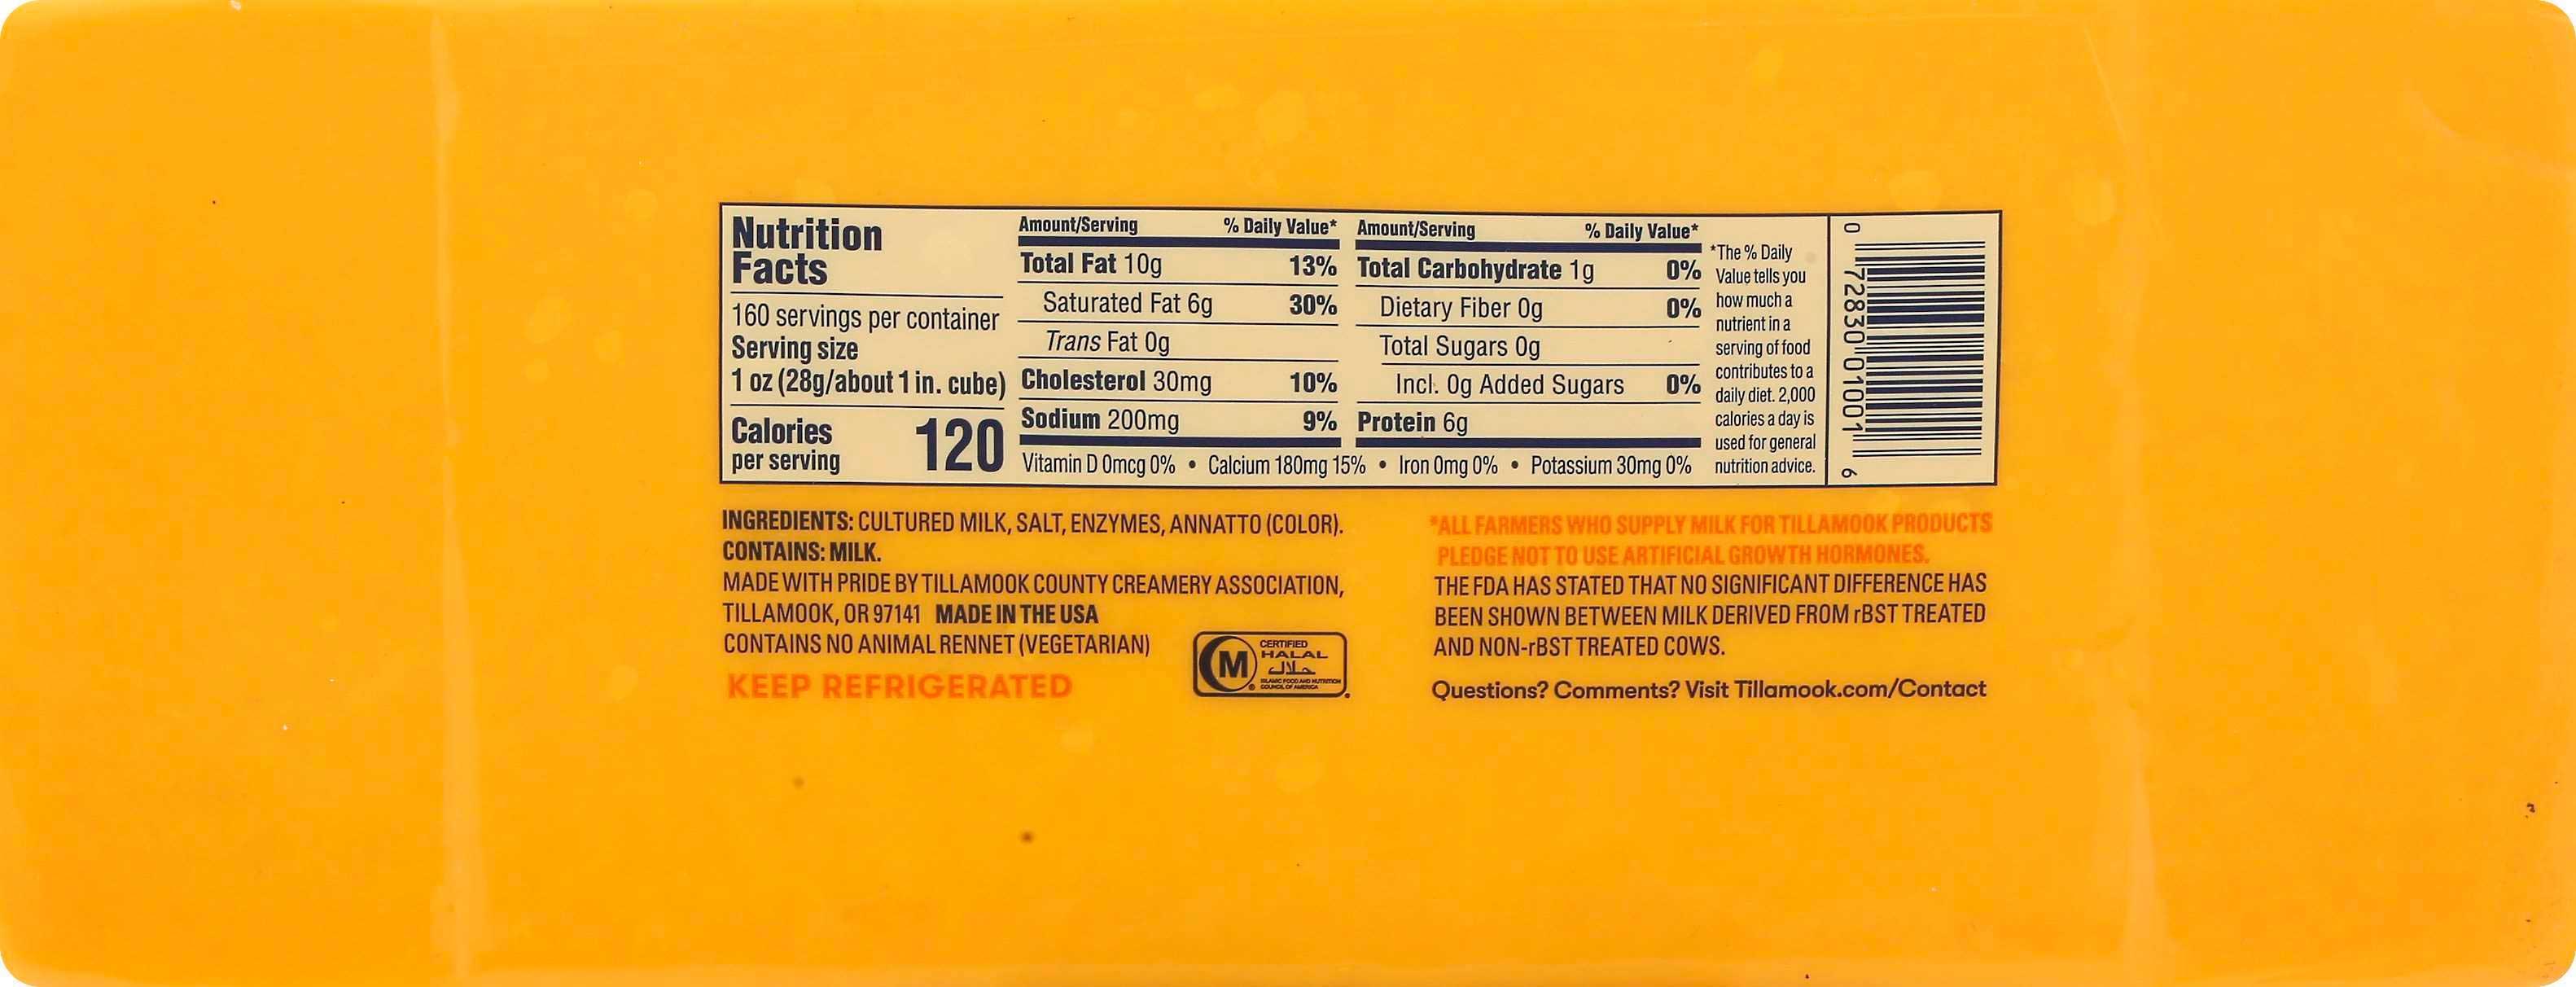 Nutrition
Facts
160 servings per container
Serving size
1 oz (28g/about 1 in. cube)
Calories
per serving
120
Amount/Serving % Daily Value*
Total Fat 10g 13%
Saturated Fat 6g 30%
Trans Fat 0g
Cholesterol 30mg 10%
Sodium 200mg 9%
Amount/Serving % Daily Value*
Total Carbohydrate 1g 0%
Dietary Fiber 0g 0%
Total Sugars 0g
Incl. 0g Added Sugars 0%
Protein 6g
Vitamin D 0mcg 0% • Calcium 180mg 15% • Iron 0mg 0% • Potassium 30mg 0%
*The % Daily
Value tells you
how much a
nutrient in a
serving of food
contributes to a
daily diet. 2,000
calories a day is
used for general
nutrition advice.
0 72830 01001 6
INGREDIENTS: CULTURED MILK, SALT, ENZYMES, ANNATTO (COLOR).
CONTAINS: MILK.
MADE WITH PRIDE BY TILLAMOOK COUNTY CREAMERY ASSOCIATION,
TILLAMOOK, OR 97141 MADE IN THE USA
CONTAINS NO ANIMAL RENNET (VEGETARIAN)
KEEP REFRIGERATED
M
CERTIFIED
HALAL
حلال
ISLAMIC FOOD AND NUTRITION
COUNCIL OF AMERICA
®
*ALL FARMERS WHO SUPPLY MILK FOR TILLAMOOK PRODUCTS
PLEDGE NOT TO USE ARTIFICIAL GROWTH HORMONES.
THE FDA HAS STATED THAT NO SIGNIFICANT DIFFERENCE HAS
BEEN SHOWN BETWEEN MILK DERIVED FROM rBST TREATED
AND NON-rBST TREATED COWS.
Questions? Comments? Visit Tillamook.com/Contact